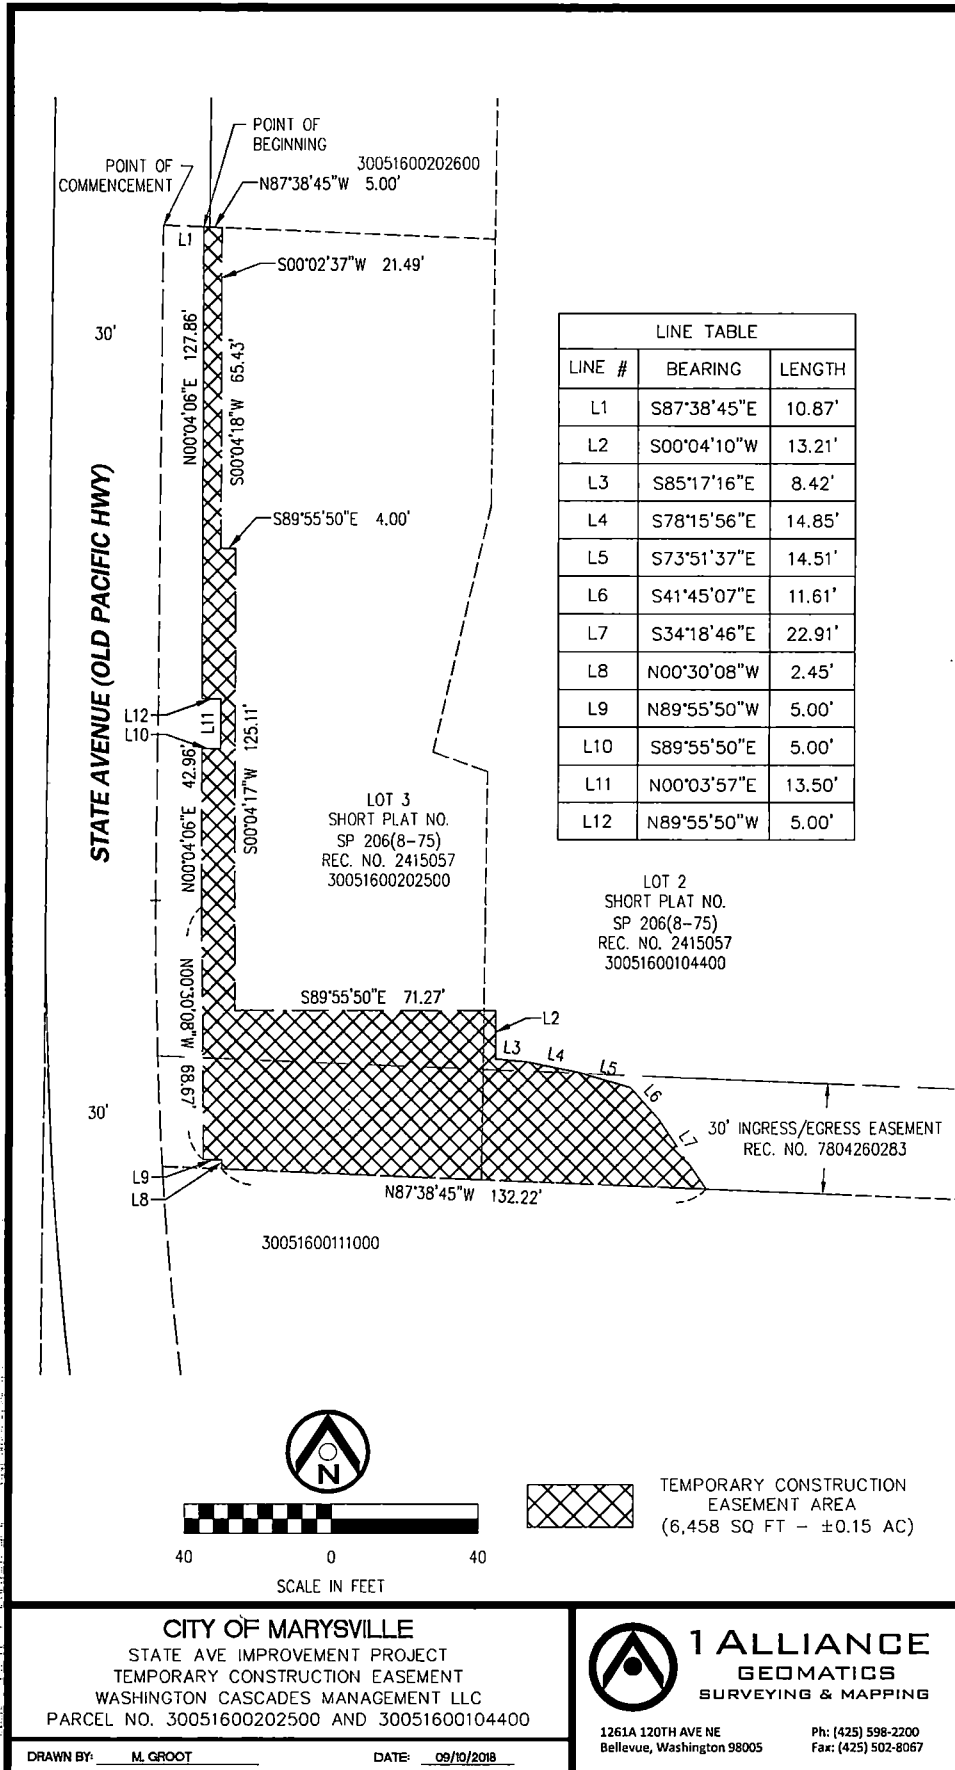 POINT OF
BEGINNING
30051600202600
POINT OF
COMMENCEMENT
N87°38'45"W 5.00'
L1
S00°02'37"W 21.49'
30'
N00°04'06"E 127.86'
S00°04'18"W 65.43'
LINE TABLE
LINE # BEARING LENGTH
L1 S87°38'45"E 10.87'
L2 S00°04'10"W 13.21'
L3 S85°17'16"E 8.42'
L4 S78°15'56"E 14.85'
L5 S73°51'37"E 14.51'
L6 S41°45'07"E 11.61'
L7 S34°18'46"E 22.91'
L8 N00°30'08"W 2.45'
L9 N89°55'50"W 5.00'
L10 S89°55'50"E 5.00'
L11 N00°03'57"E 13.50'
L12 N89°55'50"W 5.00'
STATE AVENUE (OLD PACIFIC HWY)
S89°55'50"E 4.00'
L12
L10
L11
N00°04'06"E 42.96'
S00°04'17"W 125.11'
LOT 3
SHORT PLAT NO.
SP 206(8-75)
REC. NO. 2415057
30051600202500
LOT 2
SHORT PLAT NO.
SP 206(8-75)
REC. NO. 2415057
30051600104400
N00°30'08"W 68.67'
S89°55'50"E 71.27'
L2
L3
L4
L5
L6
L7
30'
30' INGRESS/EGRESS EASEMENT
REC. NO. 7804260283
L9
L8
N87°38'45"W 132.22'
30051600111000
N
40 0 40
SCALE IN FEET
TEMPORARY CONSTRUCTION
EASEMENT AREA
(6,458 SQ FT - ±0.15 AC)
CITY OF MARYSVILLE
STATE AVE IMPROVEMENT PROJECT
TEMPORARY CONSTRUCTION EASEMENT
WASHINGTON CASCADES MANAGEMENT LLC
PARCEL NO. 30051600202500 AND 30051600104400
DRAWN BY: M. GROOT DATE: 09/10/2018
1 ALLIANCE
GEOMATICS
SURVEYING & MAPPING
1261A 120TH AVE NE Ph: (425) 598-2200
Bellevue, Washington 98005 Fax: (425) 502-8067